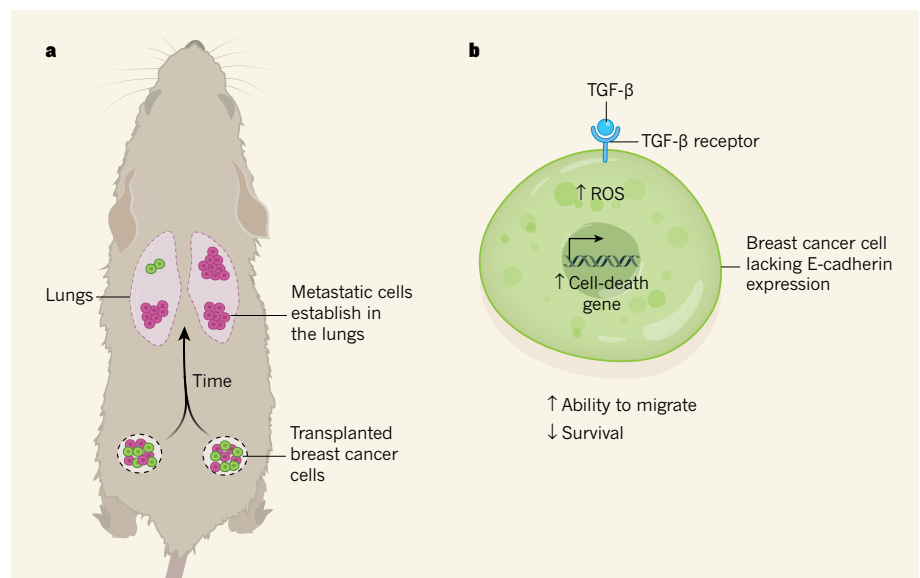 a
Lungs
Metastatic cells
establish in
the lungs
Time
Transplanted
breast cancer
cells
b
TGF-β
TGF-β receptor
↑ ROS
↑ Cell-death
gene
Breast cancer cell
lacking E-cadherin
expression
↑ Ability to migrate
↓ Survival